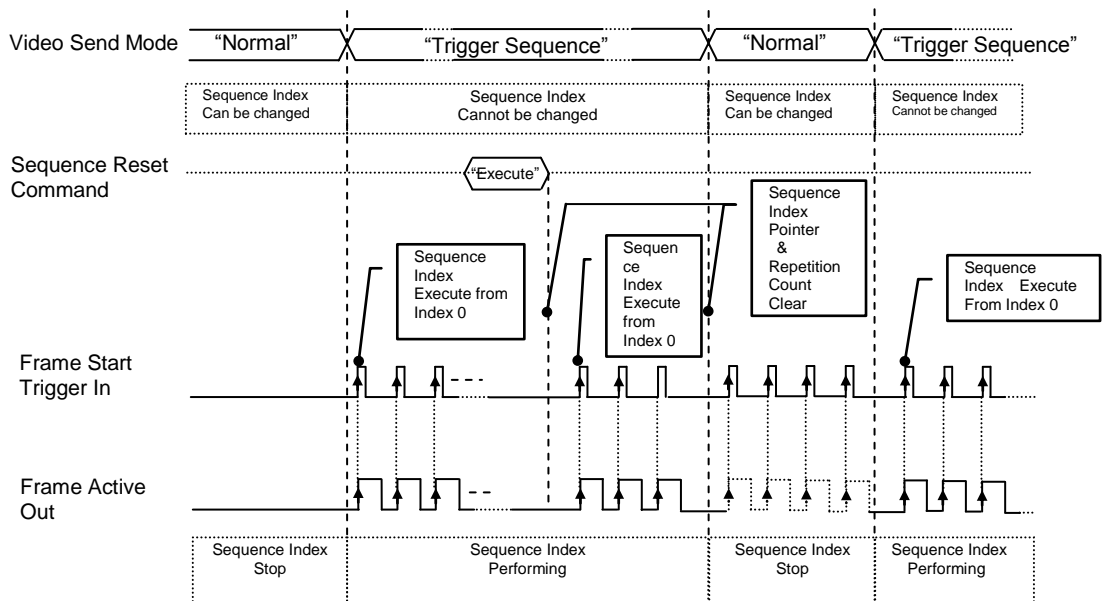 Video Send Mode
“Normal”
“Trigger Sequence”
“Normal”
“Trigger Sequence”
Sequence Index
Can be changed
Sequence Index
Cannot be changed
Sequence Index
Can be changed
Sequence Index
Cannot be changed
Sequence Reset
Command
“Execute”
Sequence
Index
Execute from
Index 0
Sequen
ce
Index
Execute
from
Index 0
Sequence
Index
Pointer
&
Repetition
Count
Clear
Sequence
Index Execute
From Index 0
Frame Start
Trigger In
Frame Active
Out
Sequence Index
Stop
Sequence Index
Performing
Sequence Index
Stop
Sequence Index
Performing